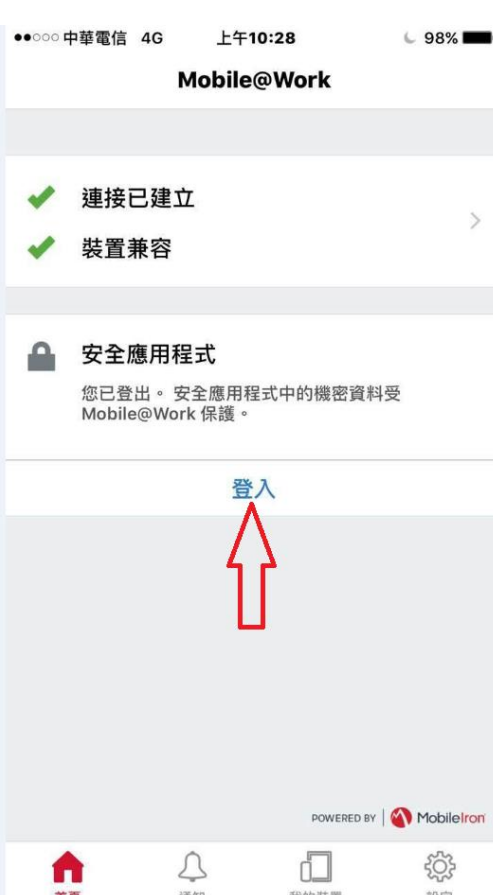 中華電信 4G 上午10:28 98%
Mobile@Work
連接已建立
裝置兼容
安全應用程式
您已登出。 安全應用程式中的機密資料受
Mobile@Work 保護。
登入
POWERED BY MobileIron